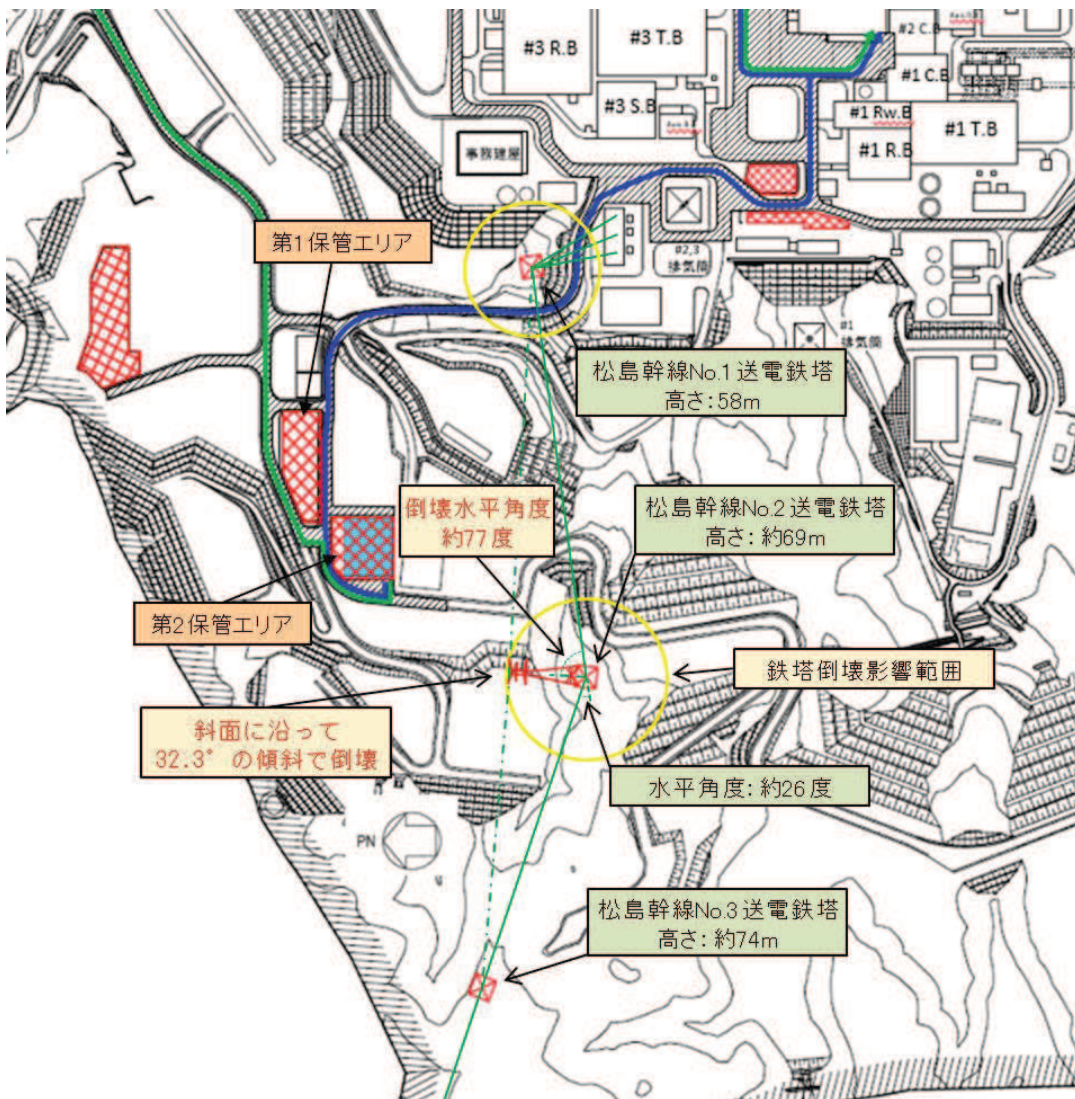 #3 R.B
#3 T.B
#2 C.B
#1 C.B
#3 S.B
#1 Rw.B
#1 T.B
#1 R.B
事務建屋
第1保管エリア
#2,3
排気筒
#1
排気筒
松島幹線No.1送電鉄塔
高さ:58m
倒壊水平角度
約77度
松島幹線No.2送電鉄塔
高さ:約69m
第2保管エリア
鉄塔倒壊影響範囲
斜面に沿って
32.3°の傾斜で倒壊
水平角度:約26度
PN
松島幹線No.3送電鉄塔
高さ:約74m